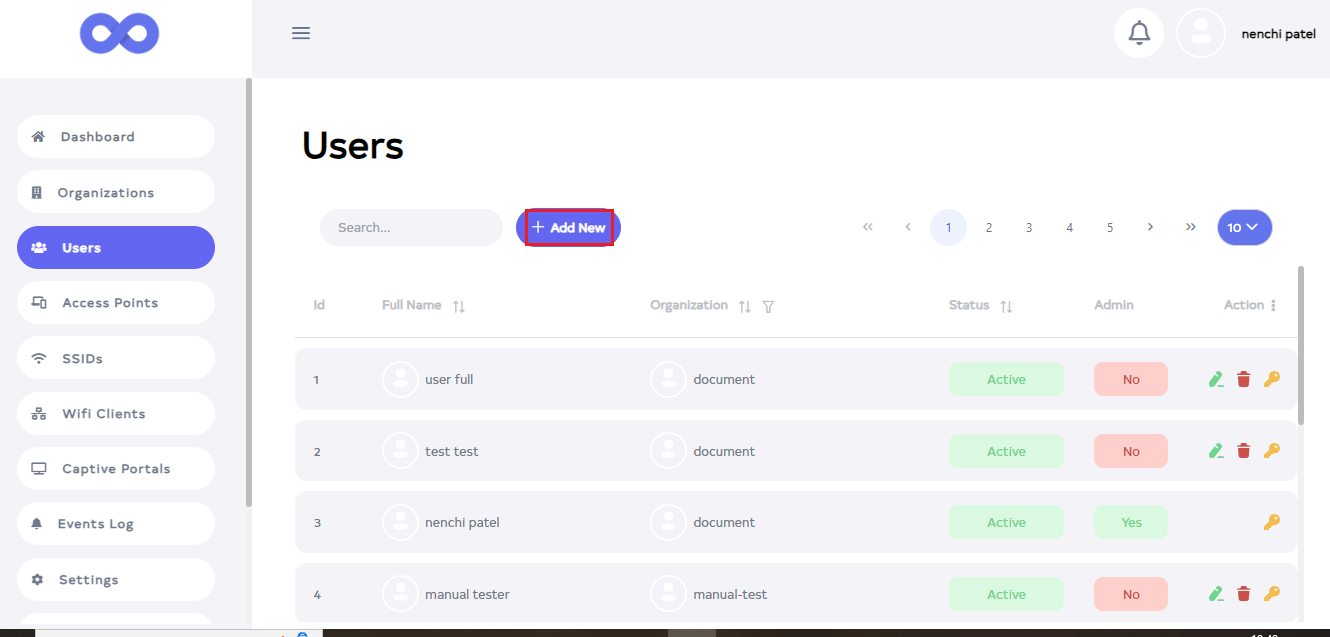 nenchi patel
Dashboard
Organizations
Users
Access Points
SSIDs
Wifi Clients
Captive Portals
Events Log
Settings
Users
Search...
+ Add New
« ‹ 1 2 3 4 5 › »
10
Id Full Name Organization Status Admin Action
1 user full document Active No
2 test test document Active No
3 nenchi patel document Active Yes
4 manual tester manual-test Active No